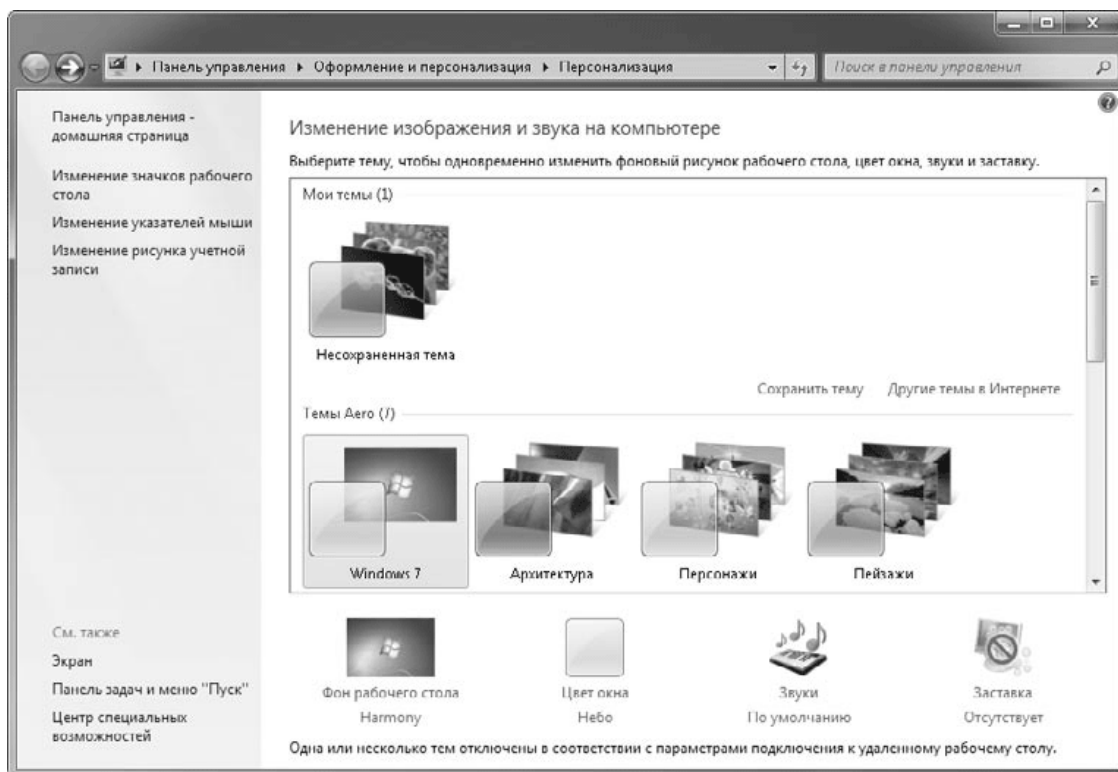 Панель управления ▸ Оформление и персонализация ▸ Персонализация
Поиск в панели управления
Панель управления -
домашняя страница
Изменение значков рабочего
стола
Изменение указателей мыши
Изменение рисунка учетной
записи
См. также
Экран
Панель задач и меню "Пуск"
Центр специальных
возможностей
Изменение изображения и звука на компьютере
Выберите тему, чтобы одновременно изменить фоновый рисунок рабочего стола, цвет окна, звуки и заставку.
Мои темы (1)
Несохраненная тема
Сохранить тему Другие темы в Интернете
Темы Aero (7)
Windows 7 Архитектура Персонажи Пейзажи
Фон рабочего стола Цвет окна Звуки Заставка
Harmony Небо По умолчанию Отсутствует
Одна или несколько тем отключены в соответствии с параметрами подключения к удаленному рабочему столу.